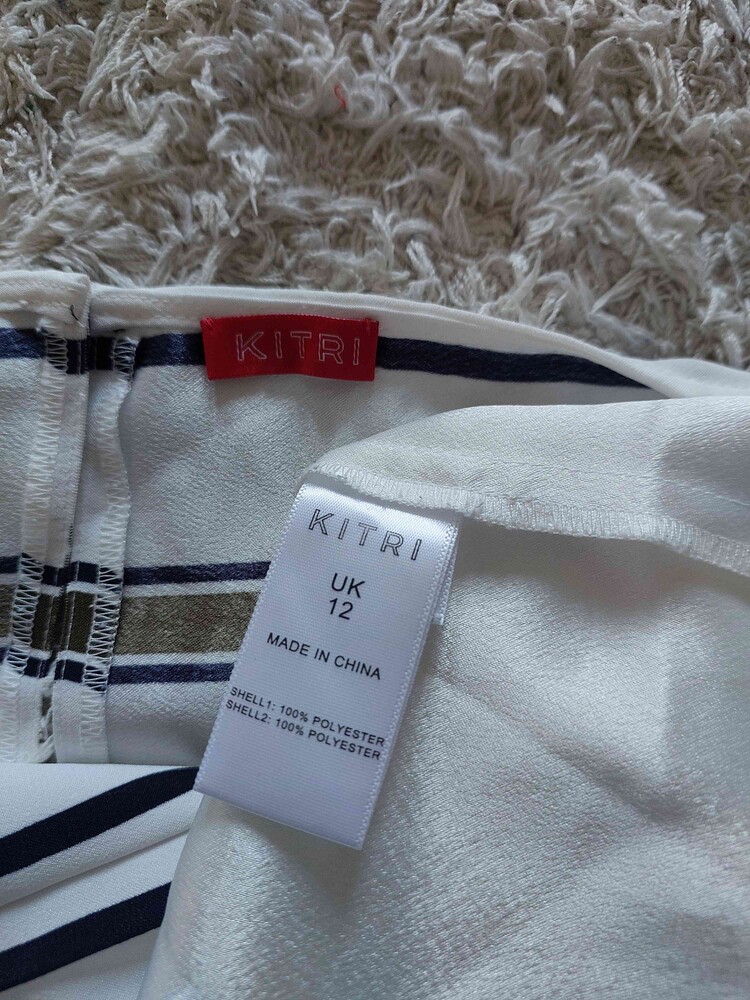 KITRI
KITRI
UK
12
MADE IN CHINA
SHELL1: 100% POLYESTER
SHELL2: 100% POLYESTER